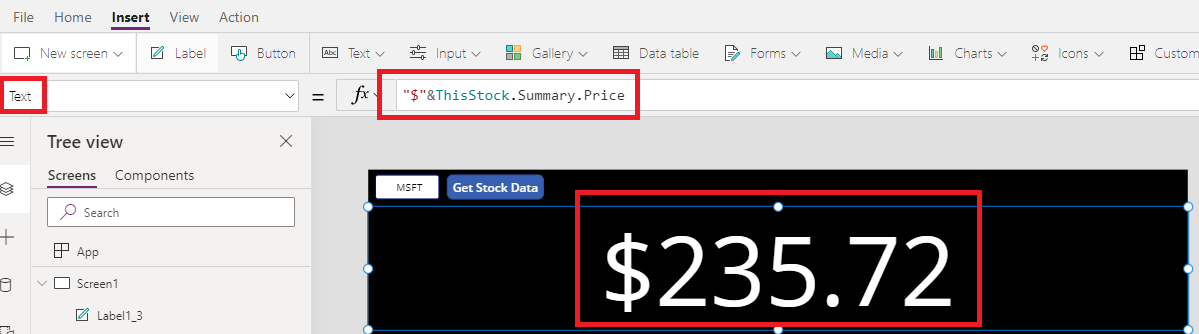 File Home Insert View Action
New screen Label Button Text Input Gallery Data table Forms Media Charts Icons Custom
Text = fx "$"&ThisStock.Summary.Price
Tree view
Screens Components
MSFT Get Stock Data
Search
$235.72
App
Screen1
Label1_3